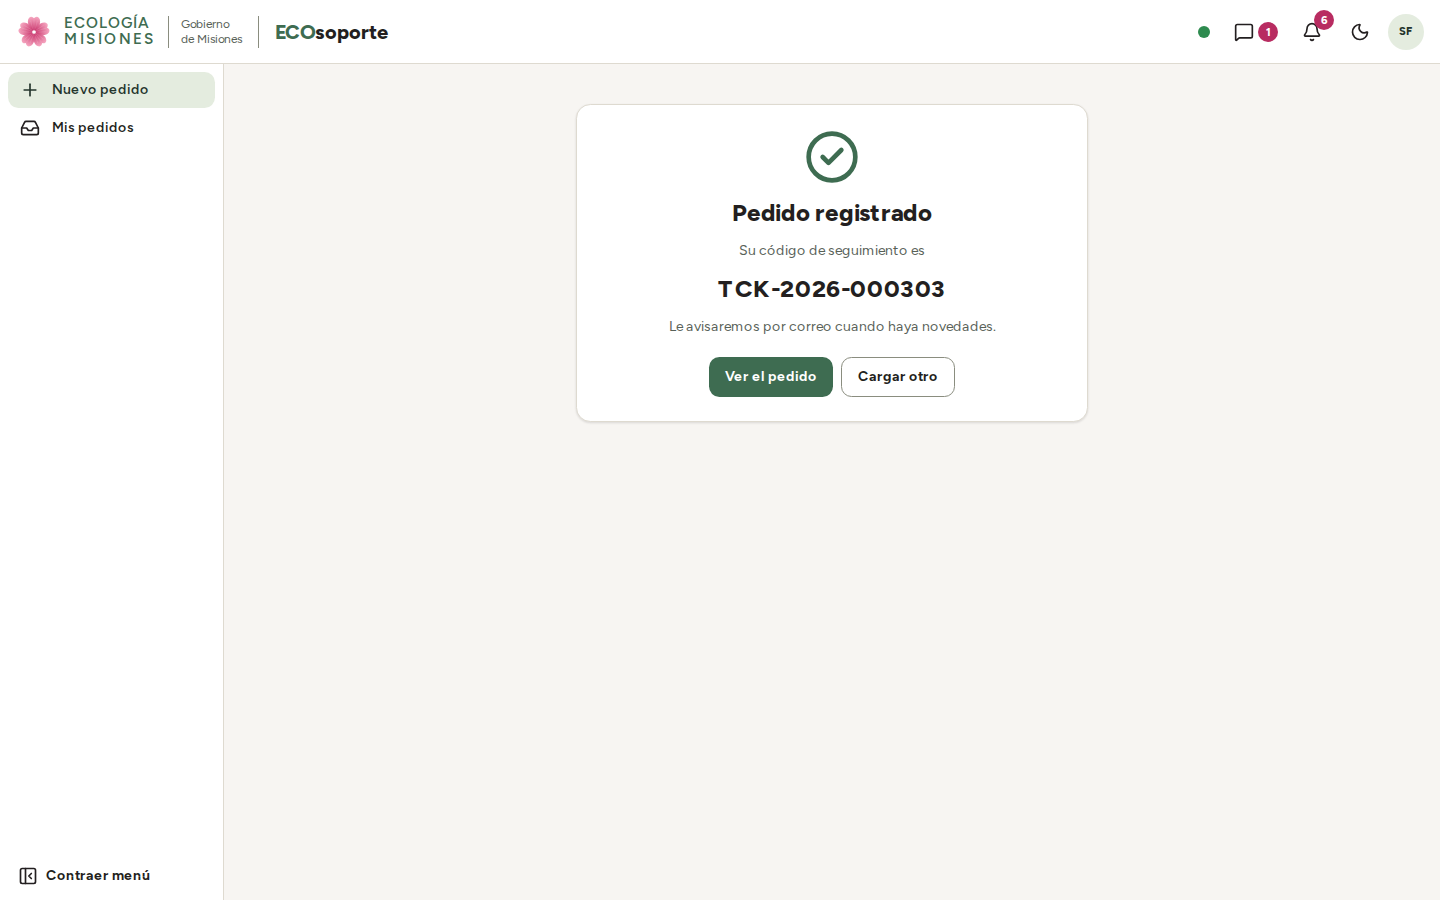 ECOLOGÍA
MISIONES
Gobierno
de Misiones
ECOsoporte
1
6
SF
Nuevo pedido
Mis pedidos
Pedido registrado
Su código de seguimiento es
TCK-2026-000303
Le avisaremos por correo cuando haya novedades.
Ver el pedido
Cargar otro
Contraer menú